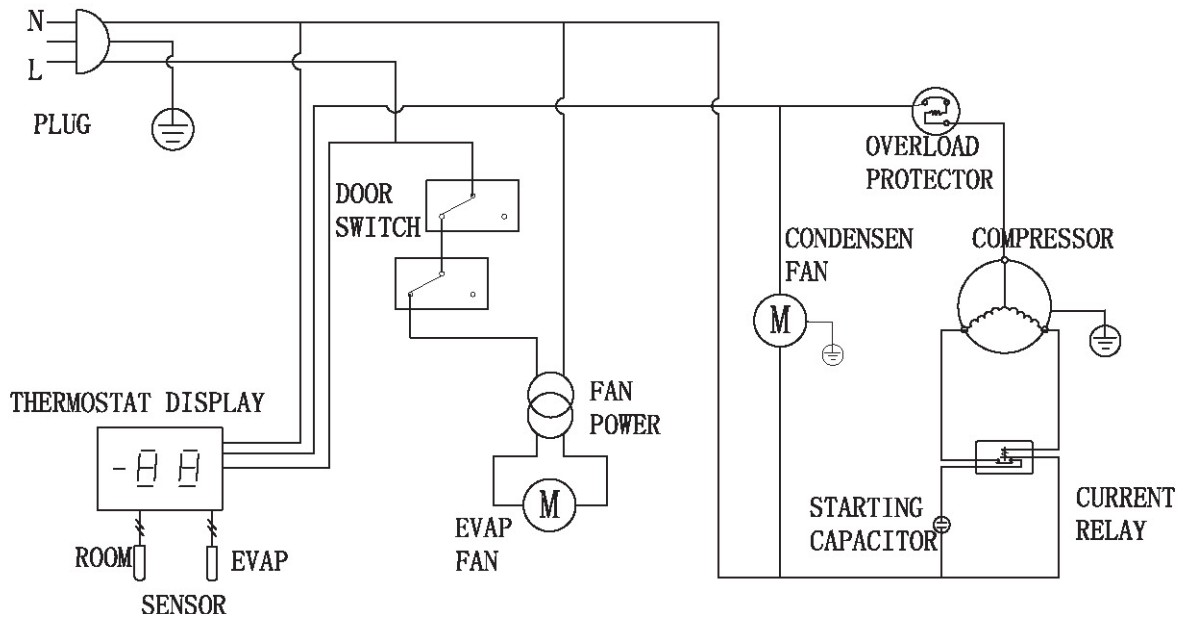 N
L
PLUG
OVERLOAD
PROTECTOR
DOOR
SWITCH
CONDENSEN
FAN
COMPRESSOR
M
THERMOSTAT DISPLAY
-88
FAN
POWER
M
EVAP
FAN
STARTING
CAPACITOR
CURRENT
RELAY
ROOM
EVAP
SENSOR